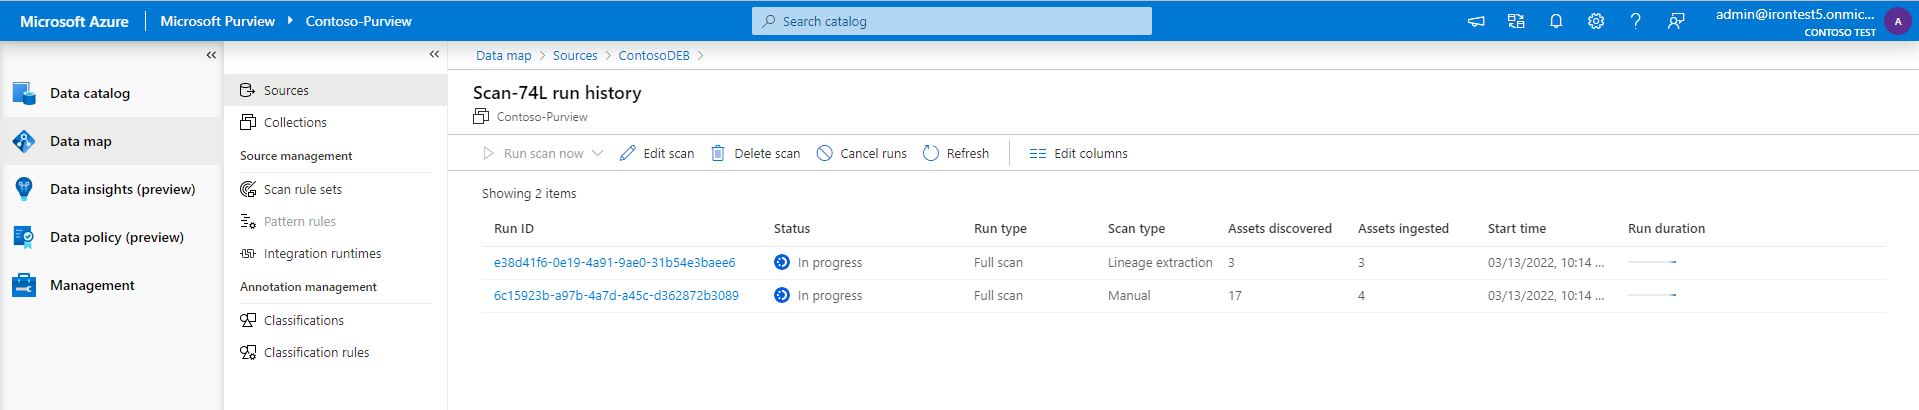 Microsoft Azure Microsoft Purview Contoso-Purview Search catalog admin@irontest5.onmic... A
CONTOSO TEST
Data catalog
Data map
Data insights (preview)
Data policy (preview)
Management
Sources
Collections
Source management
Scan rule sets
Pattern rules
Integration runtimes
Annotation management
Classifications
Classification rules
Data map Sources ContosoDEB
Scan-74L run history
Contoso-Purview
Run scan now Edit scan Delete scan Cancel runs Refresh Edit columns
Showing 2 items
Run ID Status Run type Scan type Assets discovered Assets ingested Start time Run duration
e38d41f6-0e19-4a91-9ae0-31b54e3baee6 In progress Full scan Lineage extraction 3 3 03/13/2022, 10:14 ...
6c15923b-a97b-4a7d-a45c-d362872b3089 In progress Full scan Manual 17 4 03/13/2022, 10:14 ...